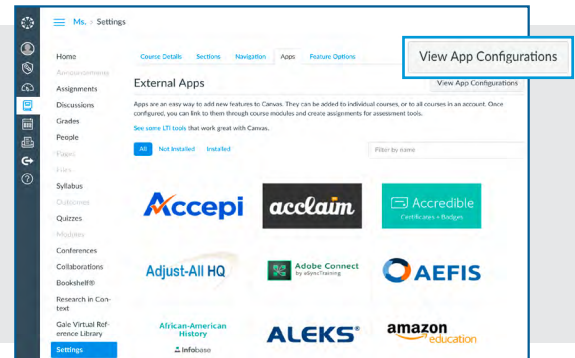 Ms. › Settings
View App Configurations
Home
Announcements
Assignments
Discussions
Grades
People
Pages
Files
Syllabus
Outcomes
Quizzes
Modules
Conferences
Collaborations
Bookshelf®
Research in Con-
text
Gale Virtual Ref-
erence Library
Settings
Course Details Sections Navigation Apps Feature Options
External Apps
View App Configurations
Apps are an easy way to add new features to Canvas. They can be added to individual courses, or to all courses in an account. Once
configured, you can link to them through course modules and create assignments for assessment tools.
See some LTI tools that work great with Canvas.
All Not Installed Installed
Filter by name
Accepi
acclaim
Accredible
Certificates + Badges
Adjust-All HQ
Adobe Connect
by eSyncTraining
AEFIS
African-American
History
Infobase
ALEKS®
amazon
education